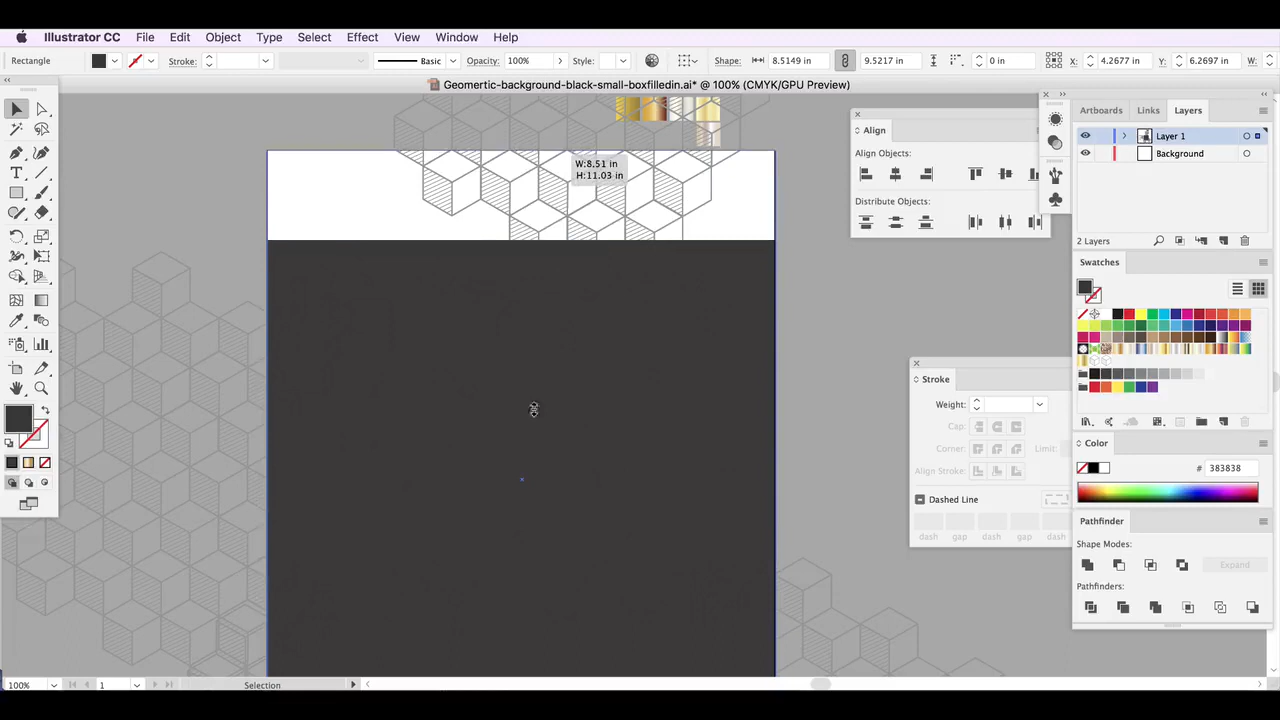 Illustrator CC File Edit Object Type Select Effect View Window Help
Rectangle Stroke: Basic Opacity: 100% Style: Shape: 8.5149 in 9.5217 in 0 in X: 4.2677 in Y: 6.2697 in W:
Geomertic-background-black-small-boxfilledin.ai* @ 100% (CMYK/GPU Preview)
W:8.51 in
H:11.03 in
Align
Align Objects:
Distribute Objects:
Artboards Links Layers
Layer 1
Background
2 Layers
Swatches
Stroke
Weight:
Cap:
Corner: Limit:
Align Stroke:
Dashed Line
dash gap dash gap dash
Color
# 383838
Pathfinder
Shape Modes:
Expand
Pathfinders:
100% 1 Selection